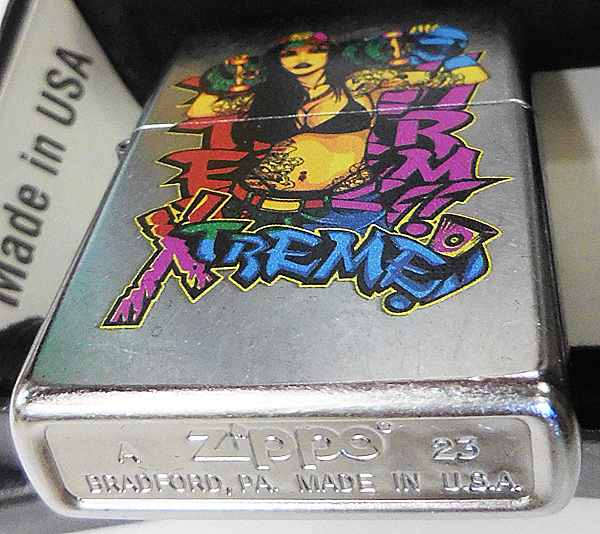 Made in USA
XTREME!
A Zippo® 23
BRADFORD, PA. MADE IN U.S.A.